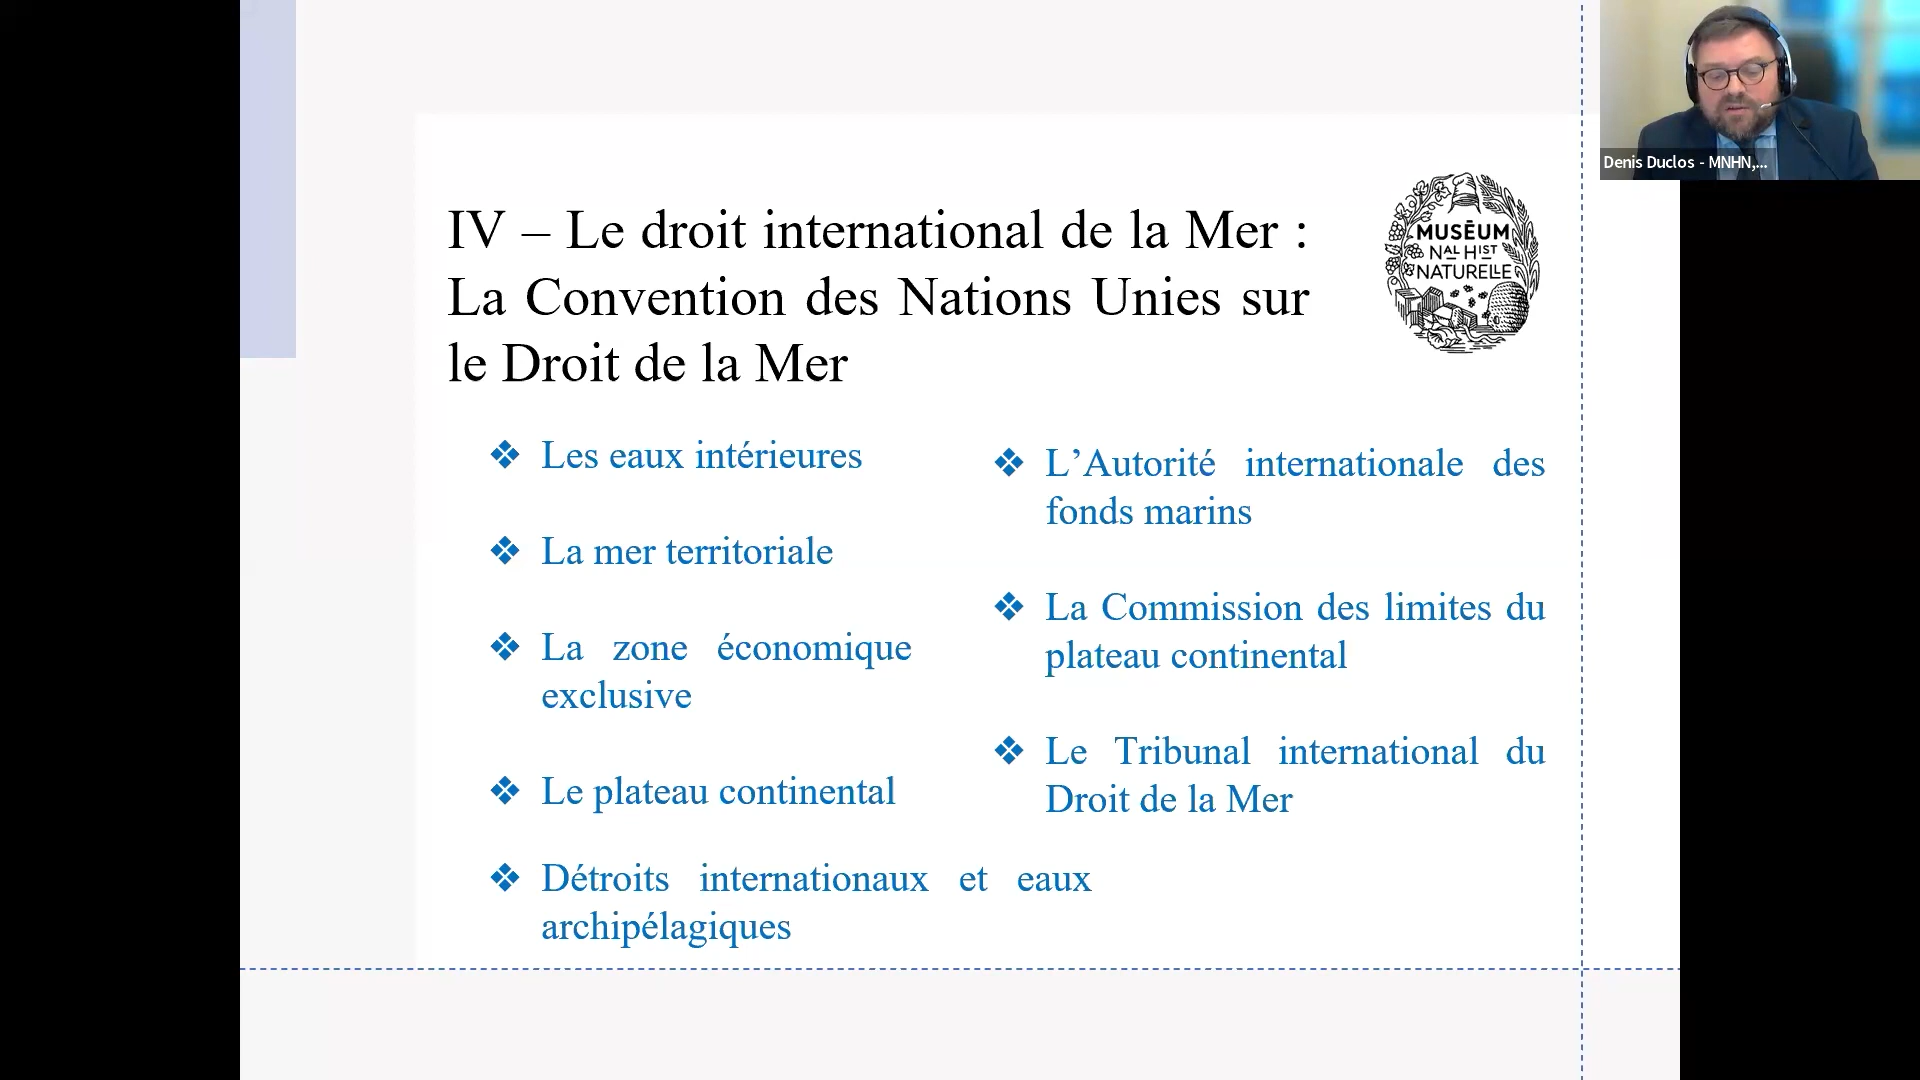 IV – Le droit international de la Mer :
La Convention des Nations Unies sur
le Droit de la Mer
MUSĒUM
NAL HIST
NATURELLE
❖ Les eaux intérieures
❖ La mer territoriale
❖ La zone économique
exclusive
❖ Le plateau continental
❖ Détroits internationaux et eaux
archipélagiques
❖ L’Autorité internationale des
fonds marins
❖ La Commission des limites du
plateau continental
❖ Le Tribunal international du
Droit de la Mer
Denis Duclos - MNHN,...